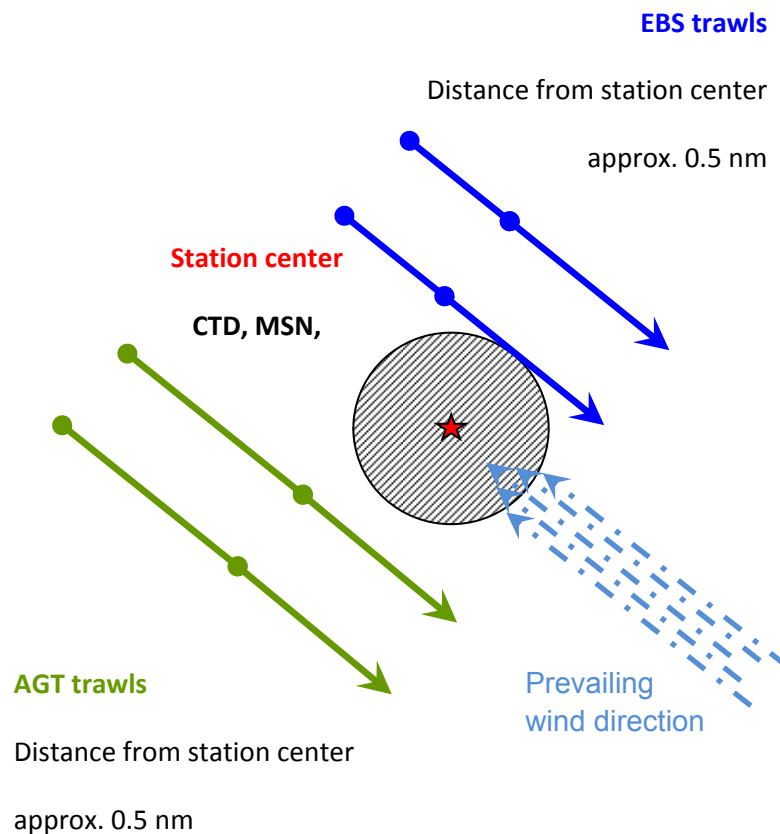 EBS trawls
Distance from station center
approx. 0.5 nm
Station center
CTD, MSN,
AGT trawls
Distance from station center
approx. 0.5 nm
Prevailing
wind direction